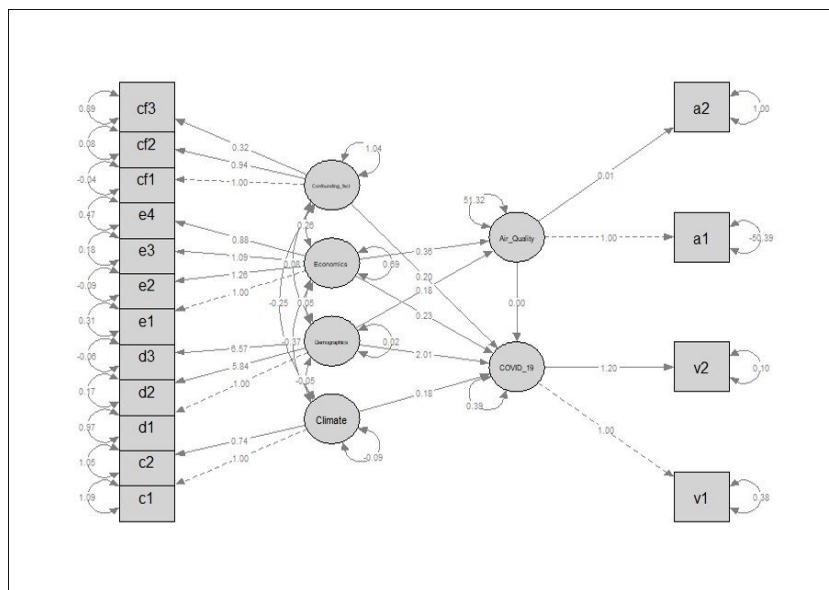 cf3
0.89
cf2
0.08
cf1
-0.04
e4
0.47
e3
0.18
e2
-0.09
e1
0.31
d3
-0.06
d2
0.17
d1
0.97
c2
1.05
c1
1.09
0.32
0.94
1.00
0.88
1.09
1.26
1.00
6.57
5.84
1.00
0.74
1.00
1.04
Economics
0.69
Demographics
0.02
Climate
-0.09
0.26
0.08
-0.25
0.05
-0.37
-0.05
0.36
0.20
0.18
0.23
2.01
0.18
51.32
Air_Quality
0.00
COVID_19
0.39
0.01
1.00
1.20
1.00
a2
1.00
a1
-50.39
v2
0.10
v1
0.38